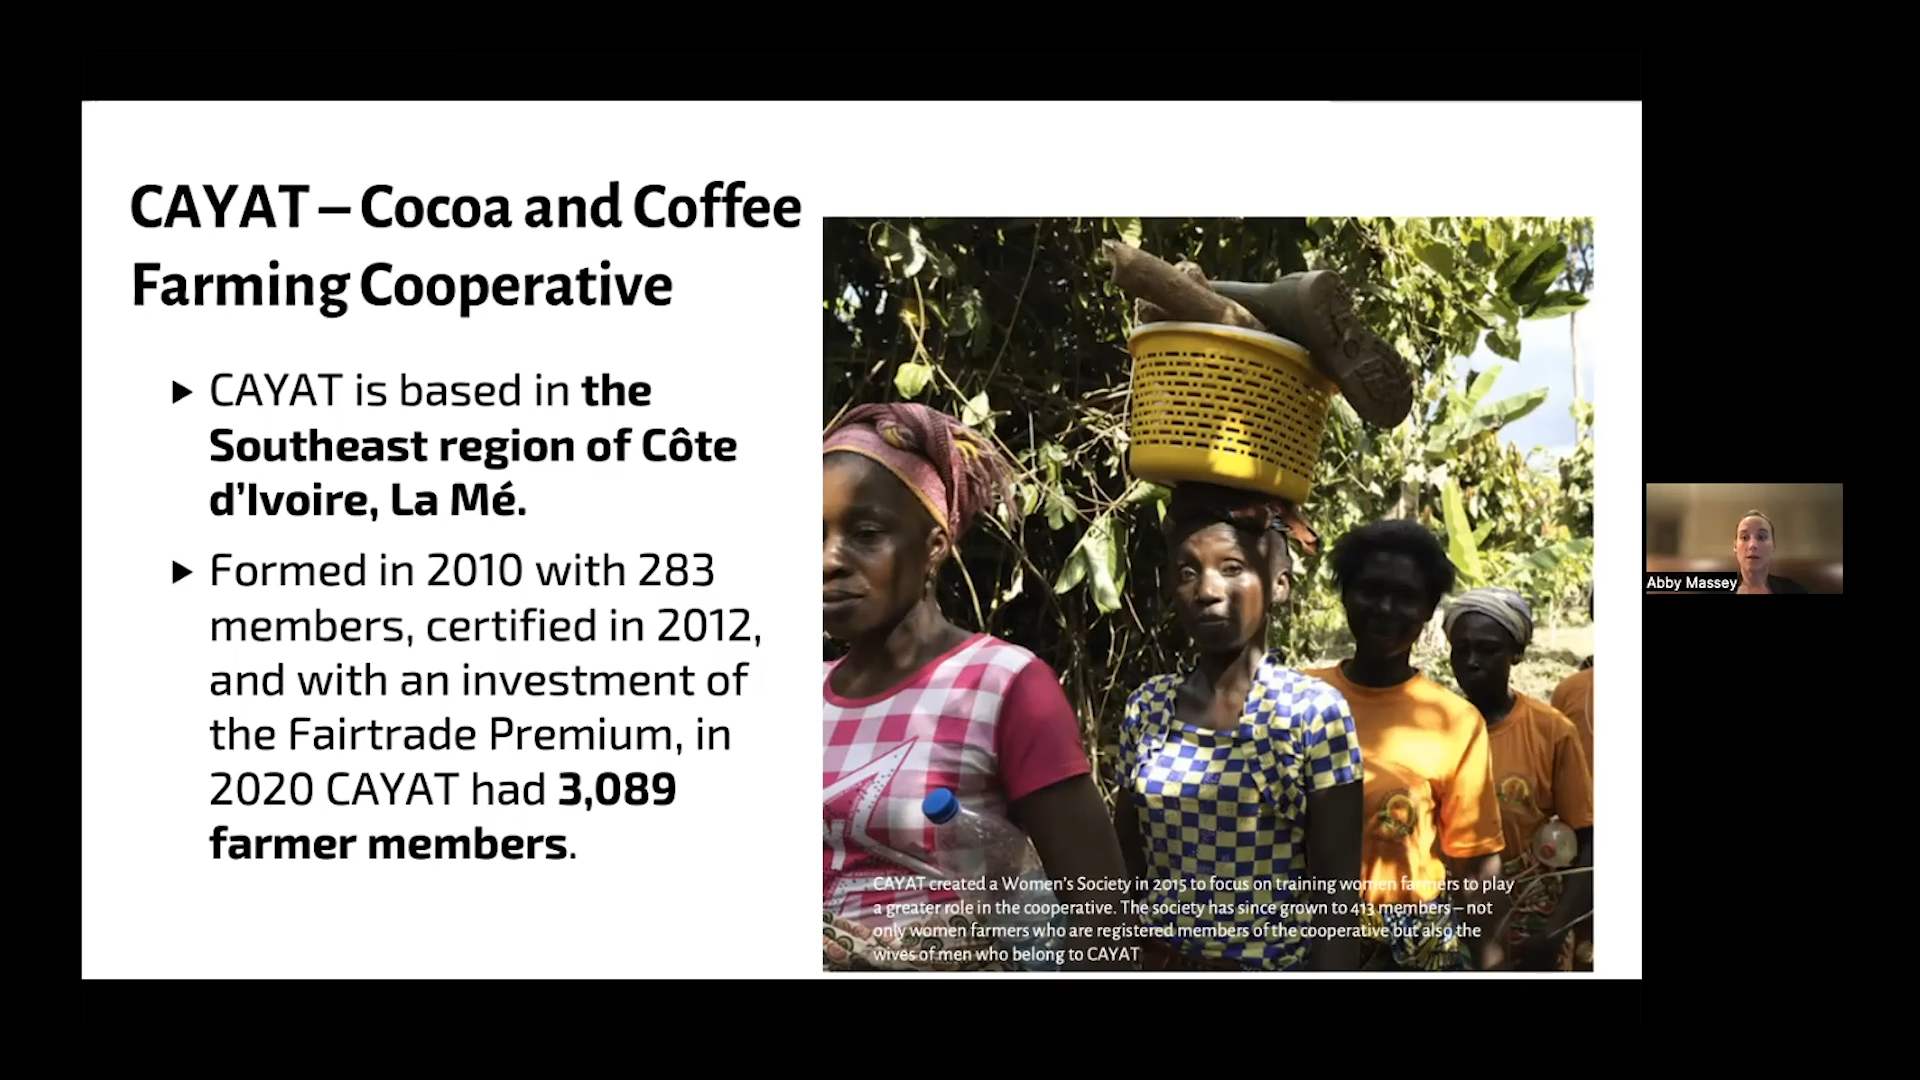 CAYAT – Cocoa and Coffee
Farming Cooperative
CAYAT is based in the
Southeast region of Côte
d’Ivoire, La Mé.
Formed in 2010 with 283
members, certified in 2012,
and with an investment of
the Fairtrade Premium, in
2020 CAYAT had 3,089
farmer members.
CAYAT created a Women’s Society in 2015 to focus on training women farmers to play
a greater role in the cooperative. The society has since grown to 413 members – not
only women farmers who are registered members of the cooperative but also the
wives of men who belong to CAYAT
Abby Massey